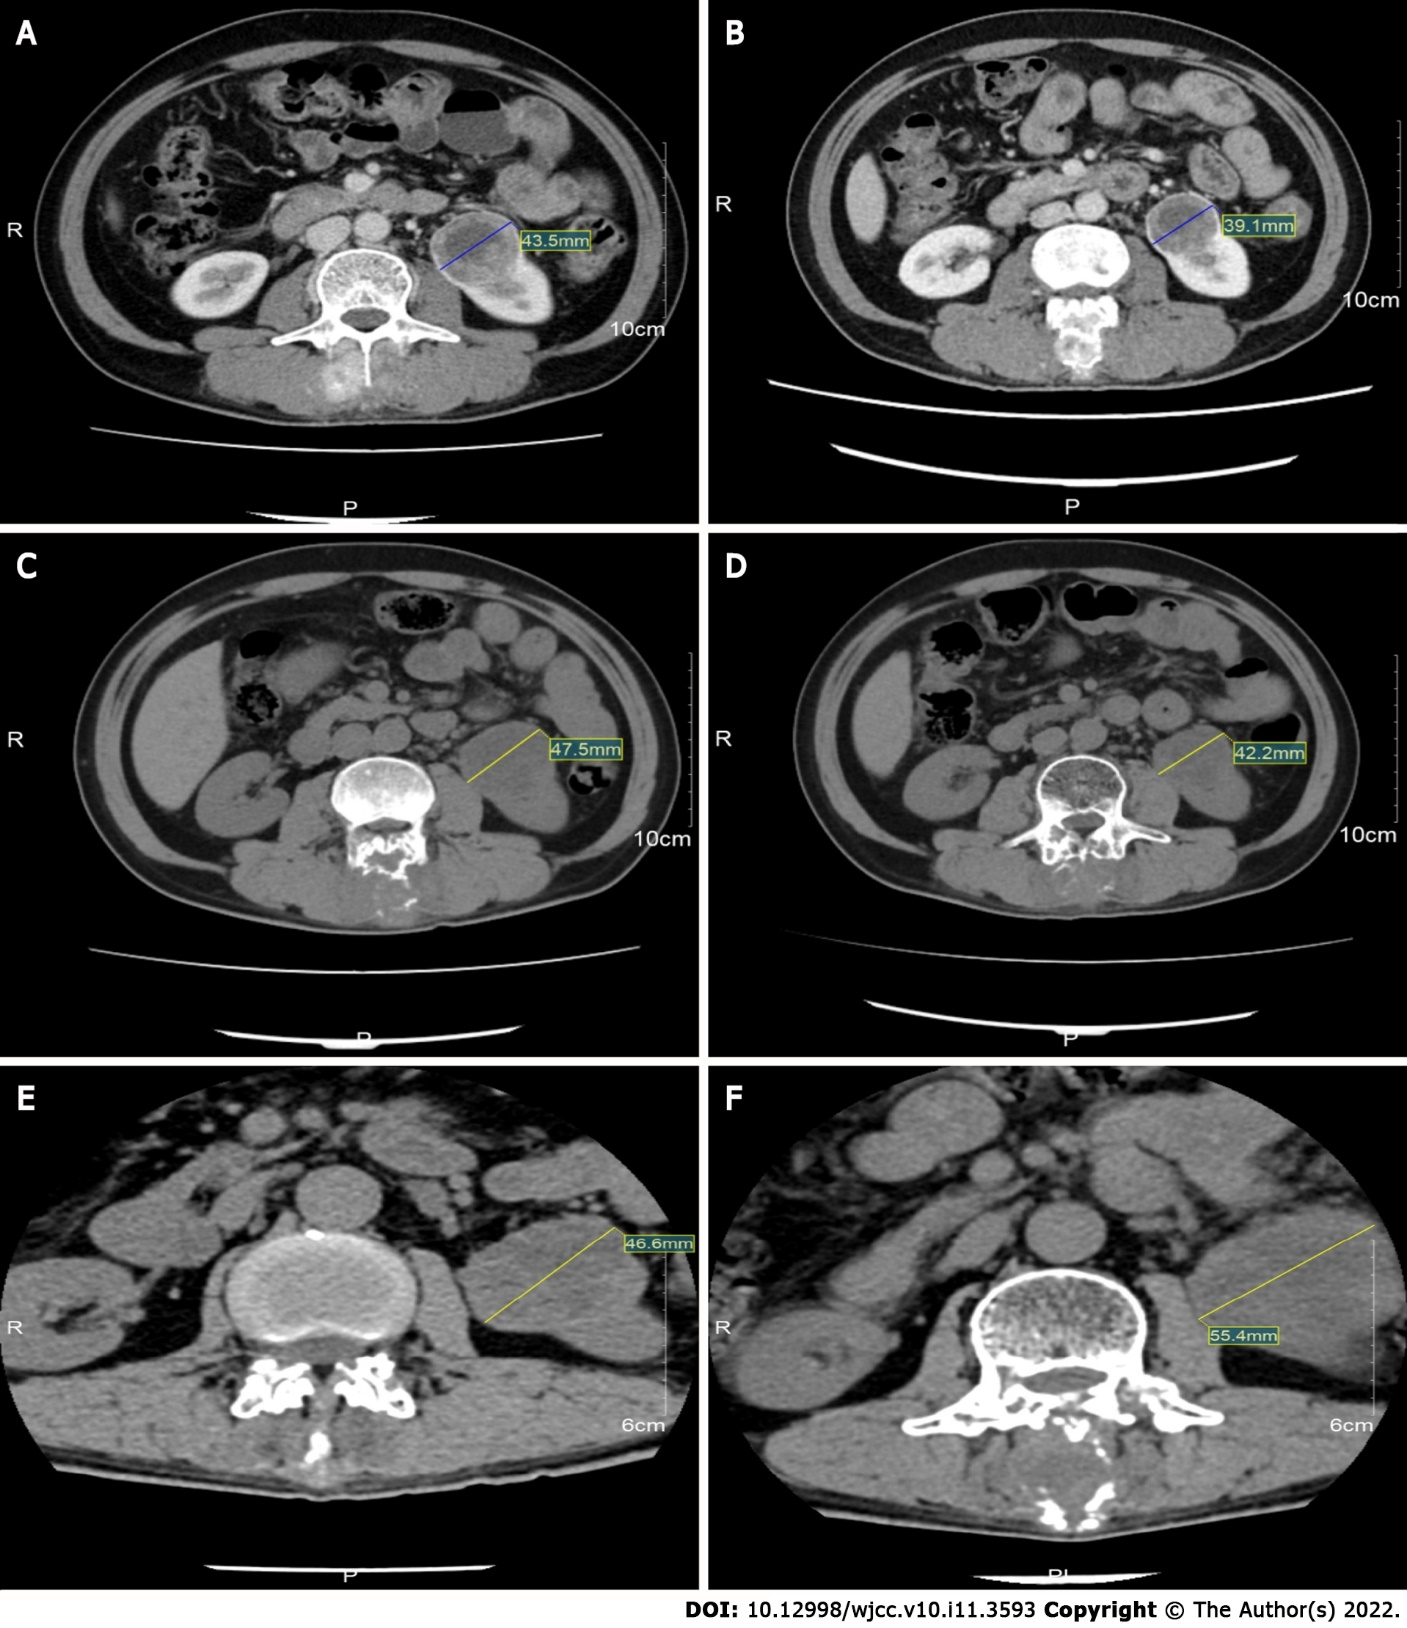 A
R
43.5mm
10cm
P
B
R
39.1mm
10cm
P
C
R
47.5mm
10cm
P
D
R
42.2mm
10cm
P
E
R
46.6mm
6cm
P
F
R
55.4mm
6cm
DOI: 10.12998/wjcc.v10.i11.3593 Copyright © The Author(s) 2022.